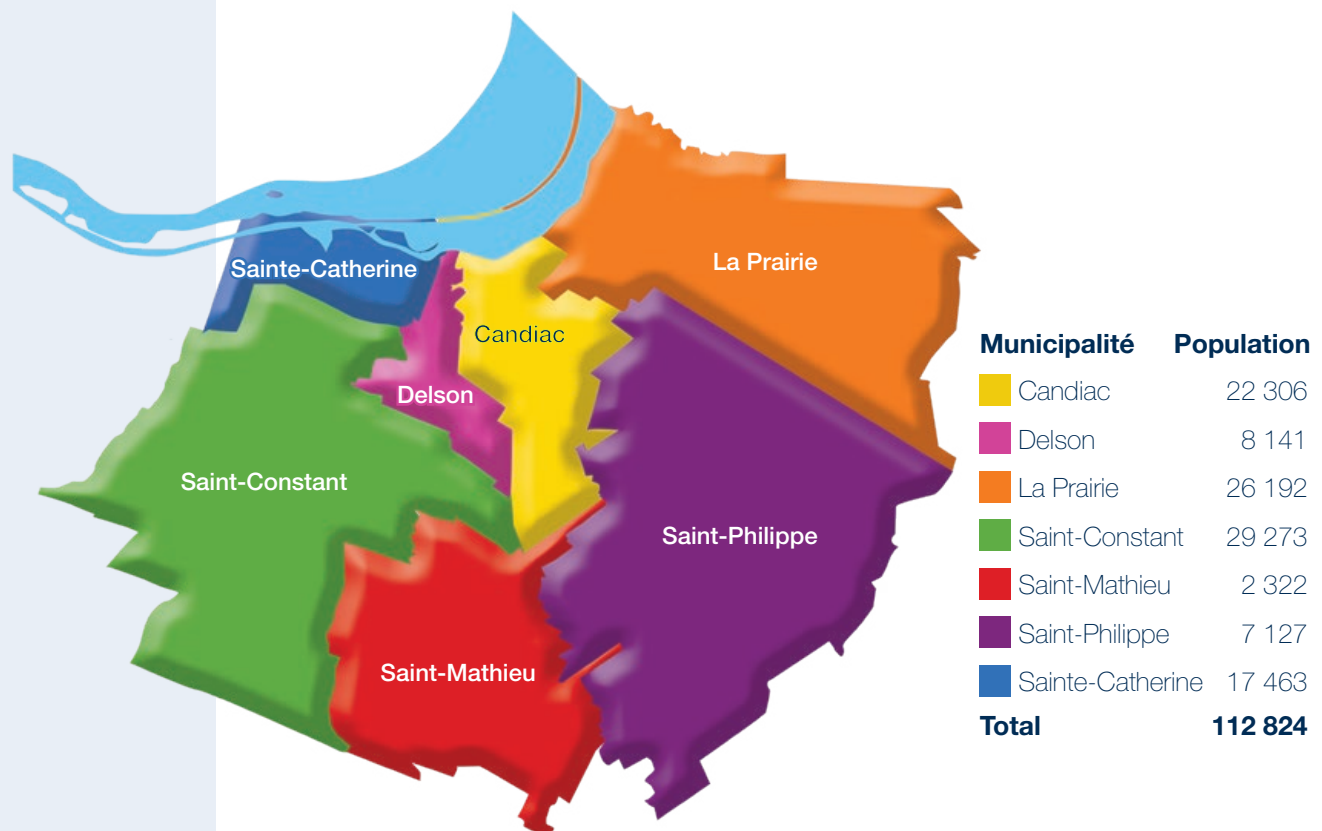 La Prairie
Sainte-Catherine
Candiac
Delson
Saint-Constant
Saint-Philippe
Saint-Mathieu
Municipalité Population
Candiac 22 306
Delson 8 141
La Prairie 26 192
Saint-Constant 29 273
Saint-Mathieu 2 322
Saint-Philippe 7 127
Sainte-Catherine 17 463
Total 112 824